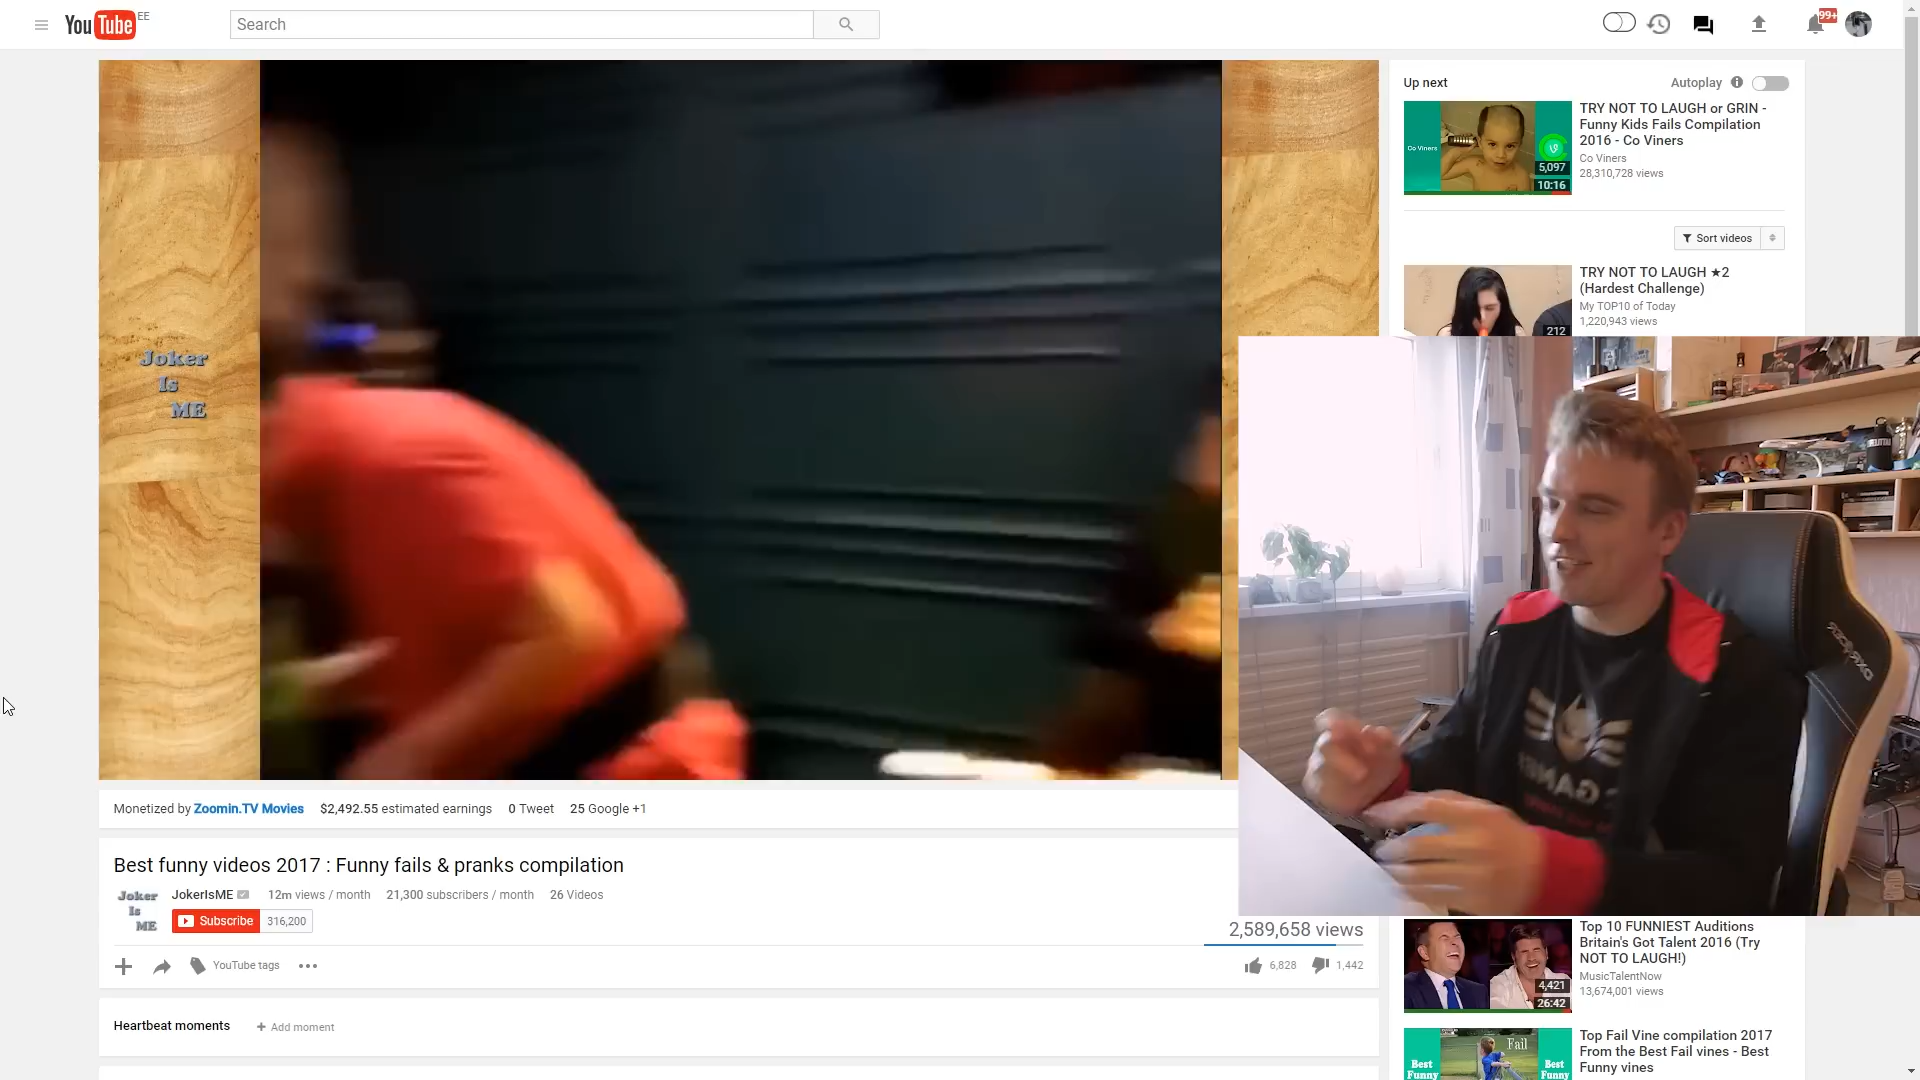 YouTube EE
Search
99+
Joker
Is
ME
Up next
Autoplay
TRY NOT TO LAUGH or GRIN -
Funny Kids Fails Compilation
2016 - Co Viners
Co Viners
28,310,728 views
Co Viners
5,097
10:16
Sort videos
TRY NOT TO LAUGH ★2
(Hardest Challenge)
My TOP10 of Today
1,220,943 views
212
Monetized by Zoomin.TV Movies $2,492.55 estimated earnings 0 Tweet 25 Google +1
Best funny videos 2017 : Funny fails & pranks compilation
Joker
Is
ME
JokerIsME 12m views / month 21,300 subscribers / month 26 Videos
Subscribe 316,200
2,589,658 views
YouTube tags
6,828 1,442
Heartbeat moments + Add moment
Top 10 FUNNIEST Auditions
Britain's Got Talent 2016 (Try
NOT TO LAUGH!)
MusicTalentNow
13,674,001 views
4,421
26:42
Top Fail Vine compilation 2017
From the Best Fail vines - Best
Funny vines
Fail
Best
Funny
Best
Funny